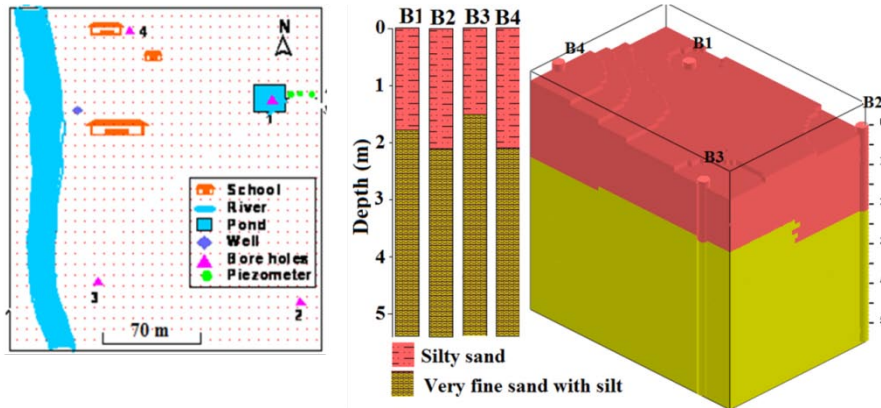 N
4
1
School
River
Pond
Well
Bore holes
Piezometer
3
2
70 m
B1 B2 B3 B4
0
1
2
3
4
5
Depth (m)
Silty sand
Very fine sand with silt
B4
B1
B2
B3